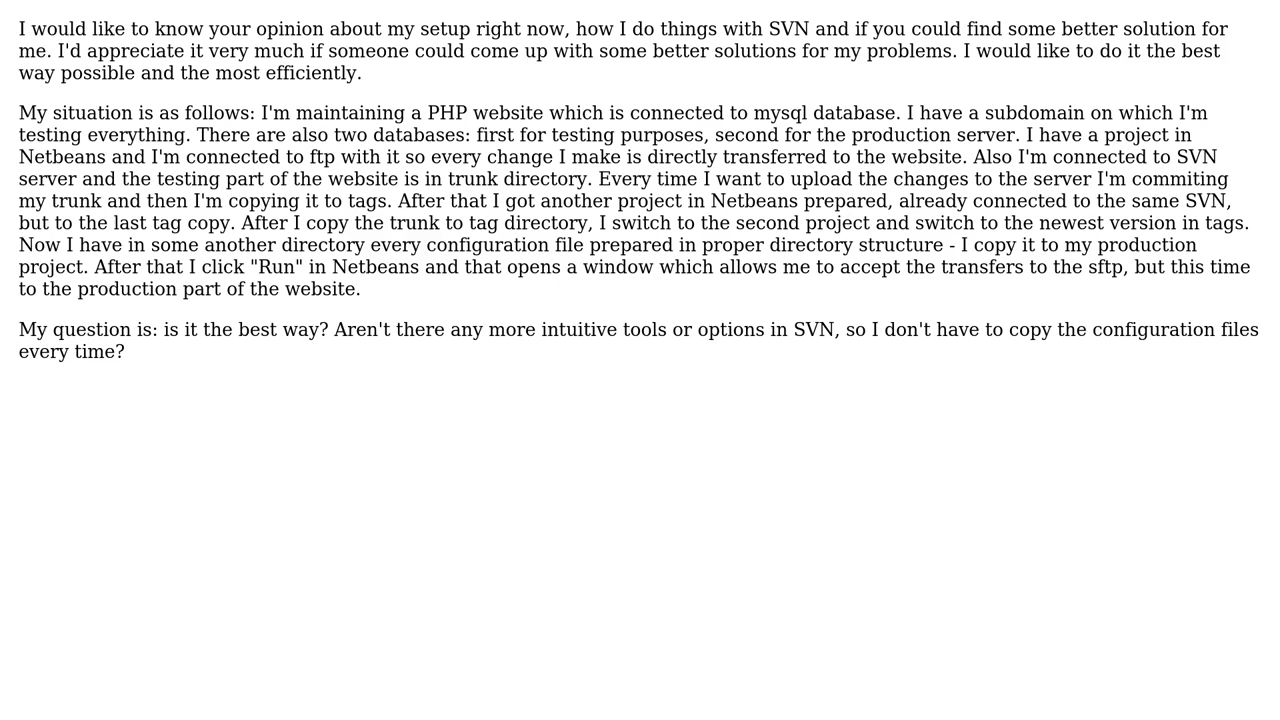 I would like to know your opinion about my setup right now, how I do things with SVN and if you could find some better solution for
me. I'd appreciate it very much if someone could come up with some better solutions for my problems. I would like to do it the best
way possible and the most efficiently.
My situation is as follows: I'm maintaining a PHP website which is connected to mysql database. I have a subdomain on which I'm
testing everything. There are also two databases: first for testing purposes, second for the production server. I have a project in
Netbeans and I'm connected to ftp with it so every change I make is directly transferred to the website. Also I'm connected to SVN
server and the testing part of the website is in trunk directory. Every time I want to upload the changes to the server I'm commiting
my trunk and then I'm copying it to tags. After that I got another project in Netbeans prepared, already connected to the same SVN,
but to the last tag copy. After I copy the trunk to tag directory, I switch to the second project and switch to the newest version in tags.
Now I have in some another directory every configuration file prepared in proper directory structure - I copy it to my production
project. After that I click "Run" in Netbeans and that opens a window which allows me to accept the transfers to the sftp, but this time
to the production part of the website.
My question is: is it the best way? Aren't there any more intuitive tools or options in SVN, so I don't have to copy the configuration files
every time?